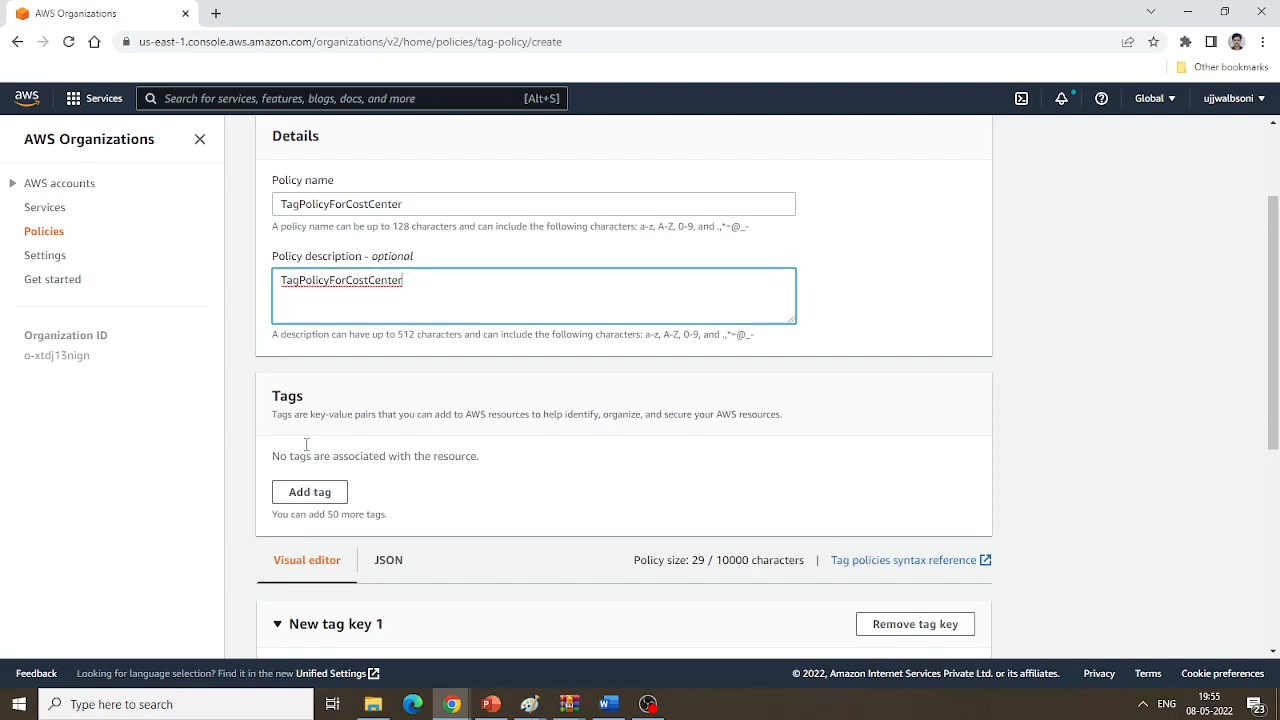 AWS Organizations
us-east-1.console.aws.amazon.com/organizations/v2/home/policies/tag-policy/create
Other bookmarks
aws
Services
Search for services, features, blogs, docs, and more
[Alt+S]
Global
ujjwalbsoni
AWS Organizations
AWS accounts
Services
Policies
Settings
Get started
Organization ID
o-xtdj13nign
Details
Policy name
TagPolicyForCostCenter
A policy name can be up to 128 characters and can include the following characters: a-z, A-Z, 0-9, and .,*=@_-
Policy description - optional
TagPolicyForCostCenter
A description can have up to 512 characters and can include the following characters: a-z, A-Z, 0-9, and .,*=@_-
Tags
Tags are key-value pairs that you can add to AWS resources to help identify, organize, and secure your AWS resources.
No tags are associated with the resource.
Add tag
You can add 50 more tags.
Visual editor
JSON
Policy size: 29 / 10000 characters
|
Tag policies syntax reference
New tag key 1
Remove tag key
Feedback
Looking for language selection? Find it in the new Unified Settings
© 2022, Amazon Internet Services Private Ltd. or its affiliates.
Privacy
Terms
Cookie preferences
Type here to search
ENG
19:55
08-05-2022
23